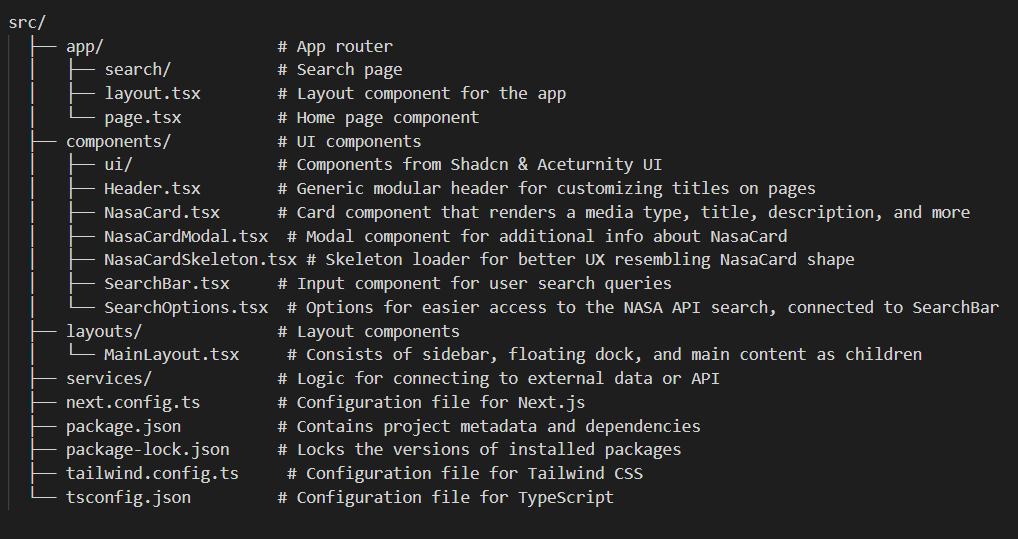 src/
├── app/                  # App router
│   ├── search/           # Search page
│   ├── layout.tsx        # Layout component for the app
│   └── page.tsx          # Home page component
├── components/           # UI components
│   ├── ui/               # Components from Shadcn & Aceturnity UI
│   ├── Header.tsx        # Generic modular header for customizing titles on pages
│   ├── NasaCard.tsx      # Card component that renders a media type, title, description, and more
│   ├── NasaCardModal.tsx  # Modal component for additional info about NasaCard
│   ├── NasaCardSkeleton.tsx # Skeleton loader for better UX resembling NasaCard shape
│   ├── SearchBar.tsx     # Input component for user search queries
│   └── SearchOptions.tsx  # Options for easier access to the NASA API search, connected to SearchBar
├── layouts/              # Layout components
│   └── MainLayout.tsx     # Consists of sidebar, floating dock, and main content as children
├── services/             # Logic for connecting to external data or API
├── next.config.ts        # Configuration file for Next.js
├── package.json          # Contains project metadata and dependencies
├── package-lock.json     # Locks the versions of installed packages
├── tailwind.config.ts     # Configuration file for Tailwind CSS
└── tsconfig.json         # Configuration file for TypeScript